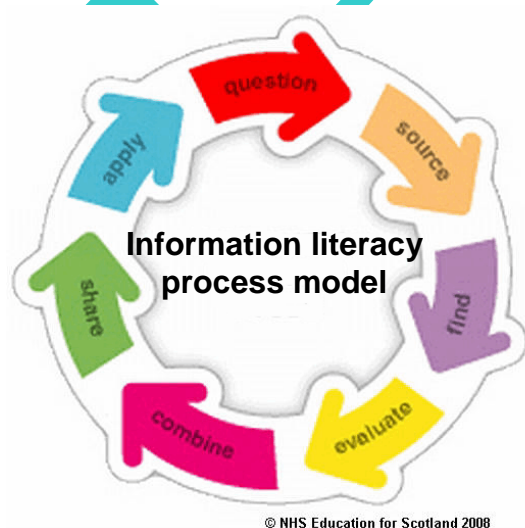 question
source
find
evaluate
combine
share
apply
Information literacy
process model
© NHS Education for Scotland 2008